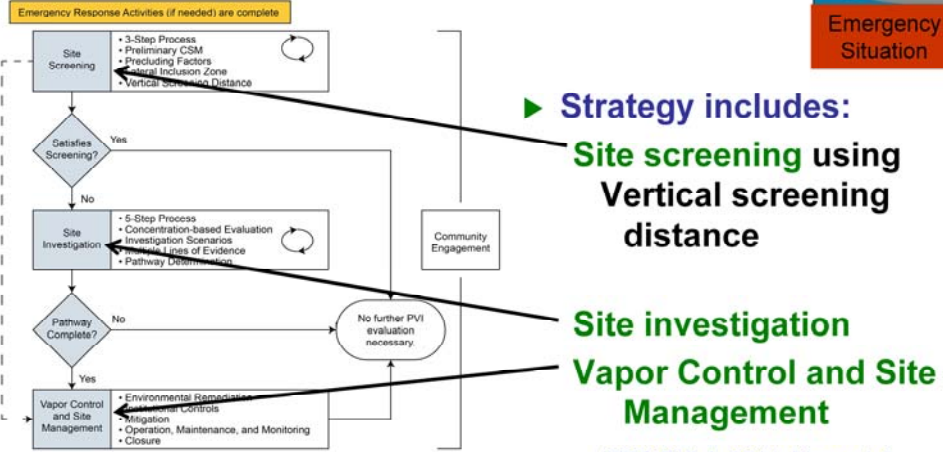 Emergency Response Activities (if needed) are complete
Emergency
Situation
Site
Screening
• 3-Step Process
• Preliminary CSM
• Precluding Factors
• Lateral Inclusion Zone
• Vertical Screening Distance
Satisfies
Screening?
Yes
No
Site
Investigation
• 5-Step Process
• Concentration-based Evaluation
• Investigation Scenarios
• Multiple Lines of Evidence
• Pathway Determination
Community
Engagement
Pathway
Complete?
No
Yes
No further PVI
evaluation
necessary.
Vapor Control
and Site
Management
• Environmental Remediation
• Institutional Controls
• Mitigation
• Operation, Maintenance, and Monitoring
• Closure
Strategy includes:
Site screening using
Vertical screening
distance
Site investigation
Vapor Control and Site
Management